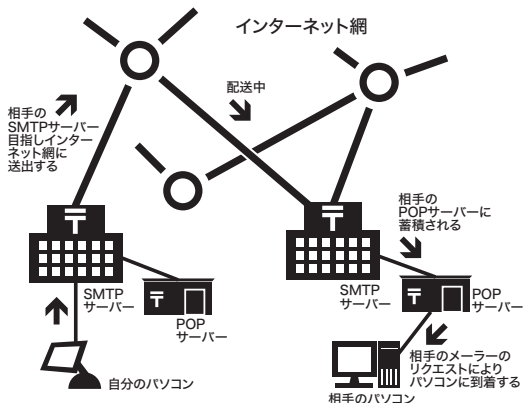 インターネット網
配送中
相手の
SMTPサーバー
目指しインター
ネット網に
送出する
相手の
POPサーバーに
蓄積される
〒
〒
SMTP
サーバー
〒
POP
サーバー
SMTP
サーバー
〒
POP
サーバー
自分のパソコン
相手のメーラーの
リクエストにより
パソコンに到着する
相手のパソコン